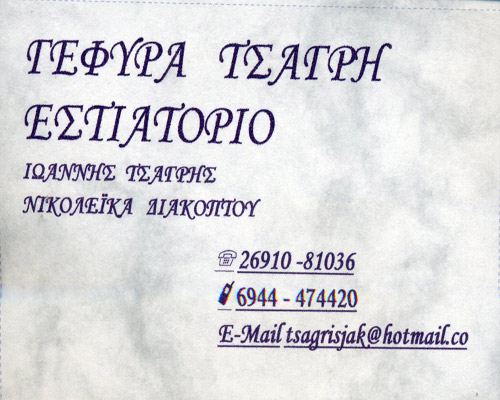 ΓΕΦΥΡΑ ΤΣΑΓΡΗ
ΕΣΤΙΑΤΟΡΙΟ
ΙΩΑΝΝΗΣ ΤΣΑΓΡΗΣ
ΝΙΚΟΛΕΪΚΑ ΔΙΑΚΟΠΤΟΥ
26910 -81036
6944 - 474420
E-Mail tsagrisjak@hotmail.co